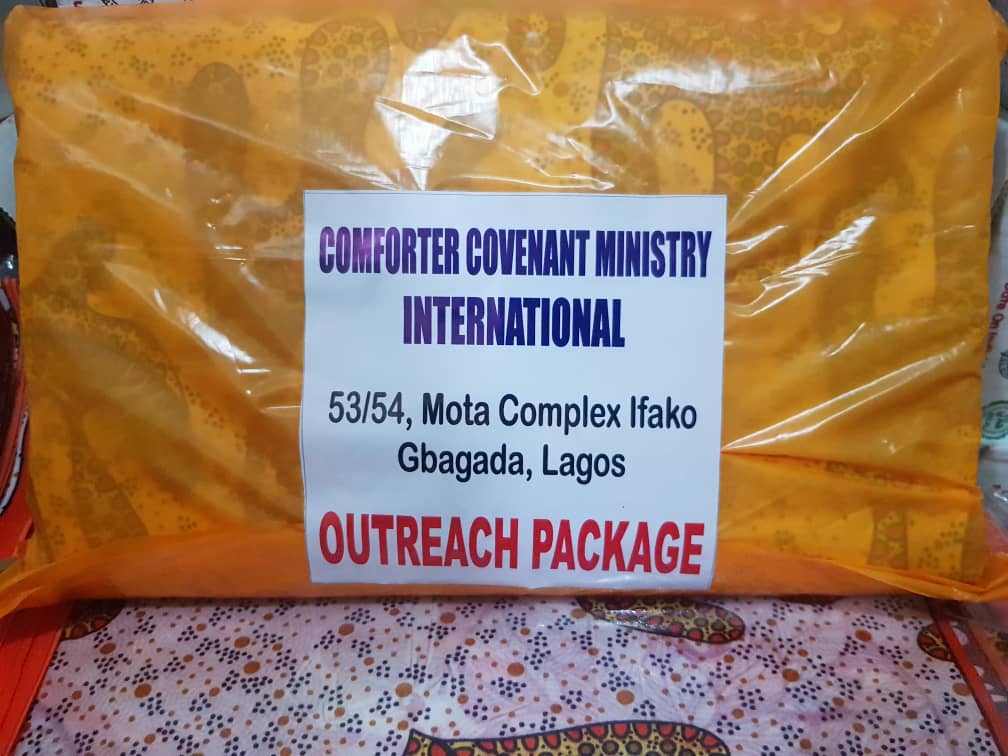 COMFORTER COVENANT MINISTRY
INTERNATIONAL
53/54, Mota Complex Ifako
Gbagada, Lagos
OUTREACH PACKAGE